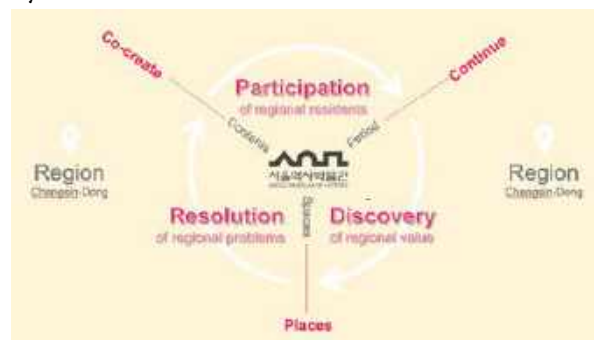 Co-create
Continue
Participation
of regional residents
Contents
Period
서울역사박물관
Region
Changsin-Dong
Region
Changsin-Dong
Resolution
of regional problems
Spaces
Discovery
of regional value
Places